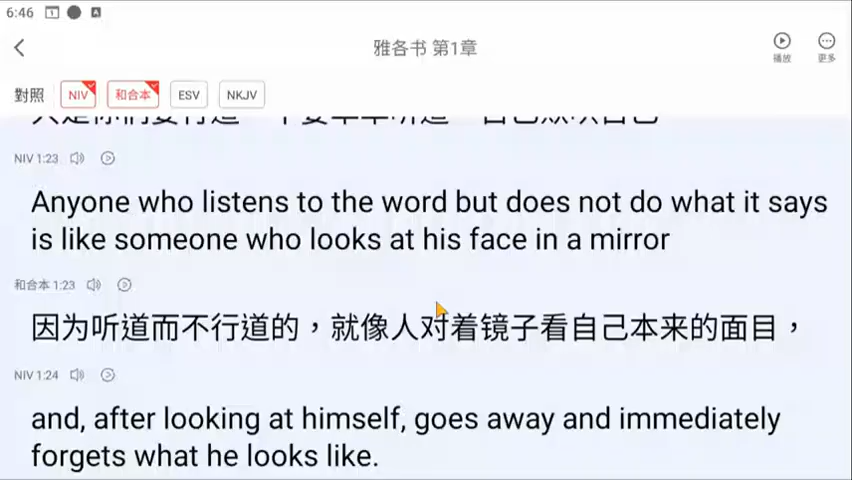 6:46
雅各书 第1章
播放
更多
對照
NIV
和合本
ESV
NKJV
NIV 1:23
Anyone who listens to the word but does not do what it says
is like someone who looks at his face in a mirror
和合本 1:23
因为听道而不行道的，就像人对着镜子看自己本来的面目，
NIV 1:24
and, after looking at himself, goes away and immediately
forgets what he looks like.